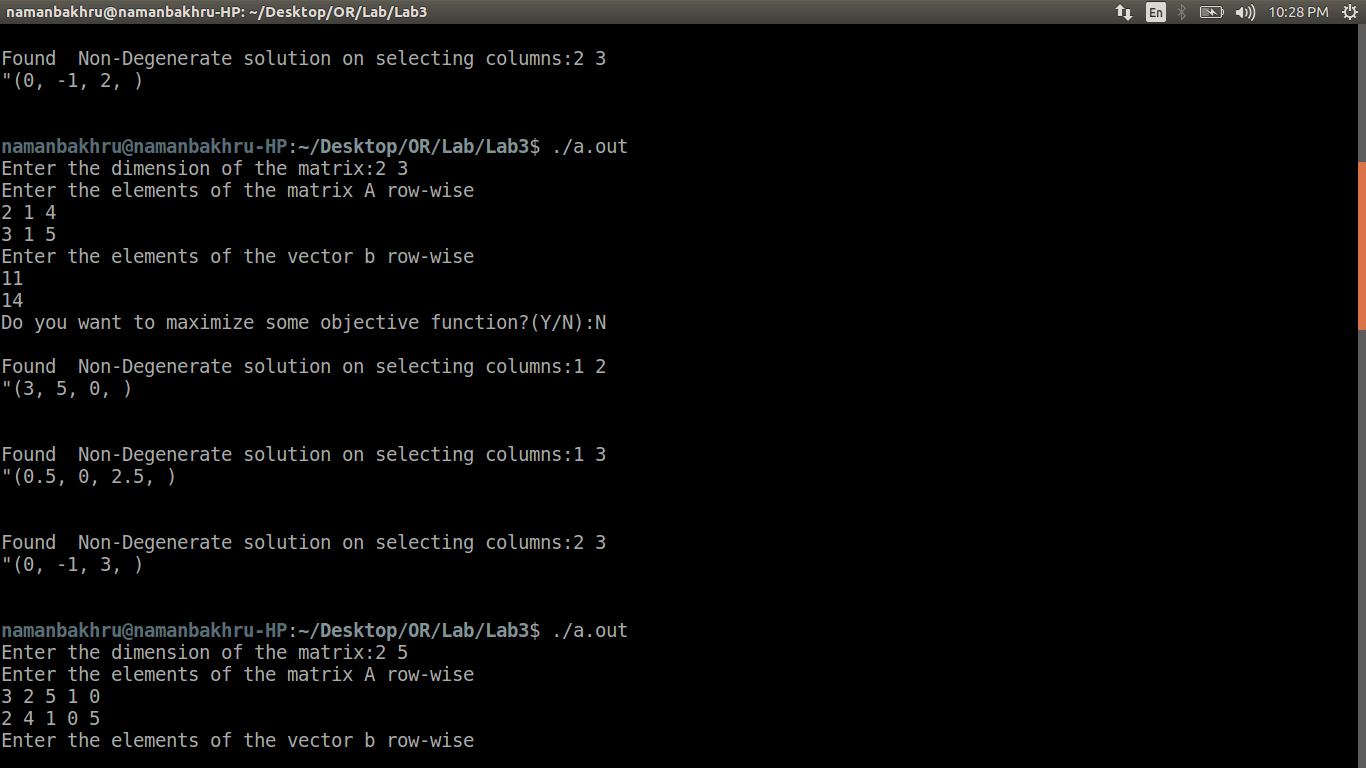 namanbakhru@namanbakhru-HP: ~/Desktop/OR/Lab/Lab3
En
10:28 PM
Found  Non-Degenerate solution on selecting columns:2 3
"(0, -1, 2, )
namanbakhru@namanbakhru-HP:~/Desktop/OR/Lab/Lab3$ ./a.out
Enter the dimension of the matrix:2 3
Enter the elements of the matrix A row-wise
2 1 4
3 1 5
Enter the elements of the vector b row-wise
11
14
Do you want to maximize some objective function?(Y/N):N
Found  Non-Degenerate solution on selecting columns:1 2
"(3, 5, 0, )
Found  Non-Degenerate solution on selecting columns:1 3
"(0.5, 0, 2.5, )
Found  Non-Degenerate solution on selecting columns:2 3
"(0, -1, 3, )
namanbakhru@namanbakhru-HP:~/Desktop/OR/Lab/Lab3$ ./a.out
Enter the dimension of the matrix:2 5
Enter the elements of the matrix A row-wise
3 2 5 1 0
2 4 1 0 5
Enter the elements of the vector b row-wise